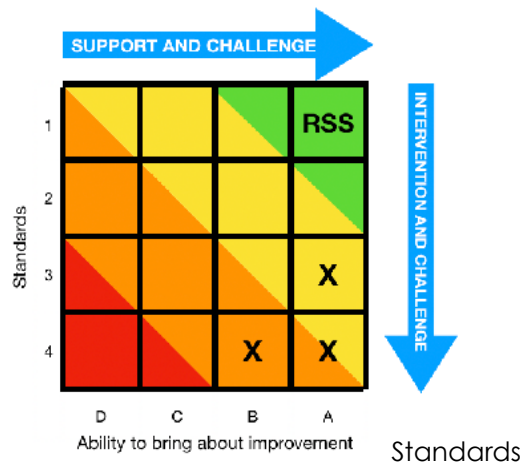 SUPPORT AND CHALLENGE
INTERVENTION AND CHALLENGE
Standards
1
RSS
2
3
X
4
X X
D C B A
Ability to bring about improvement
Standards